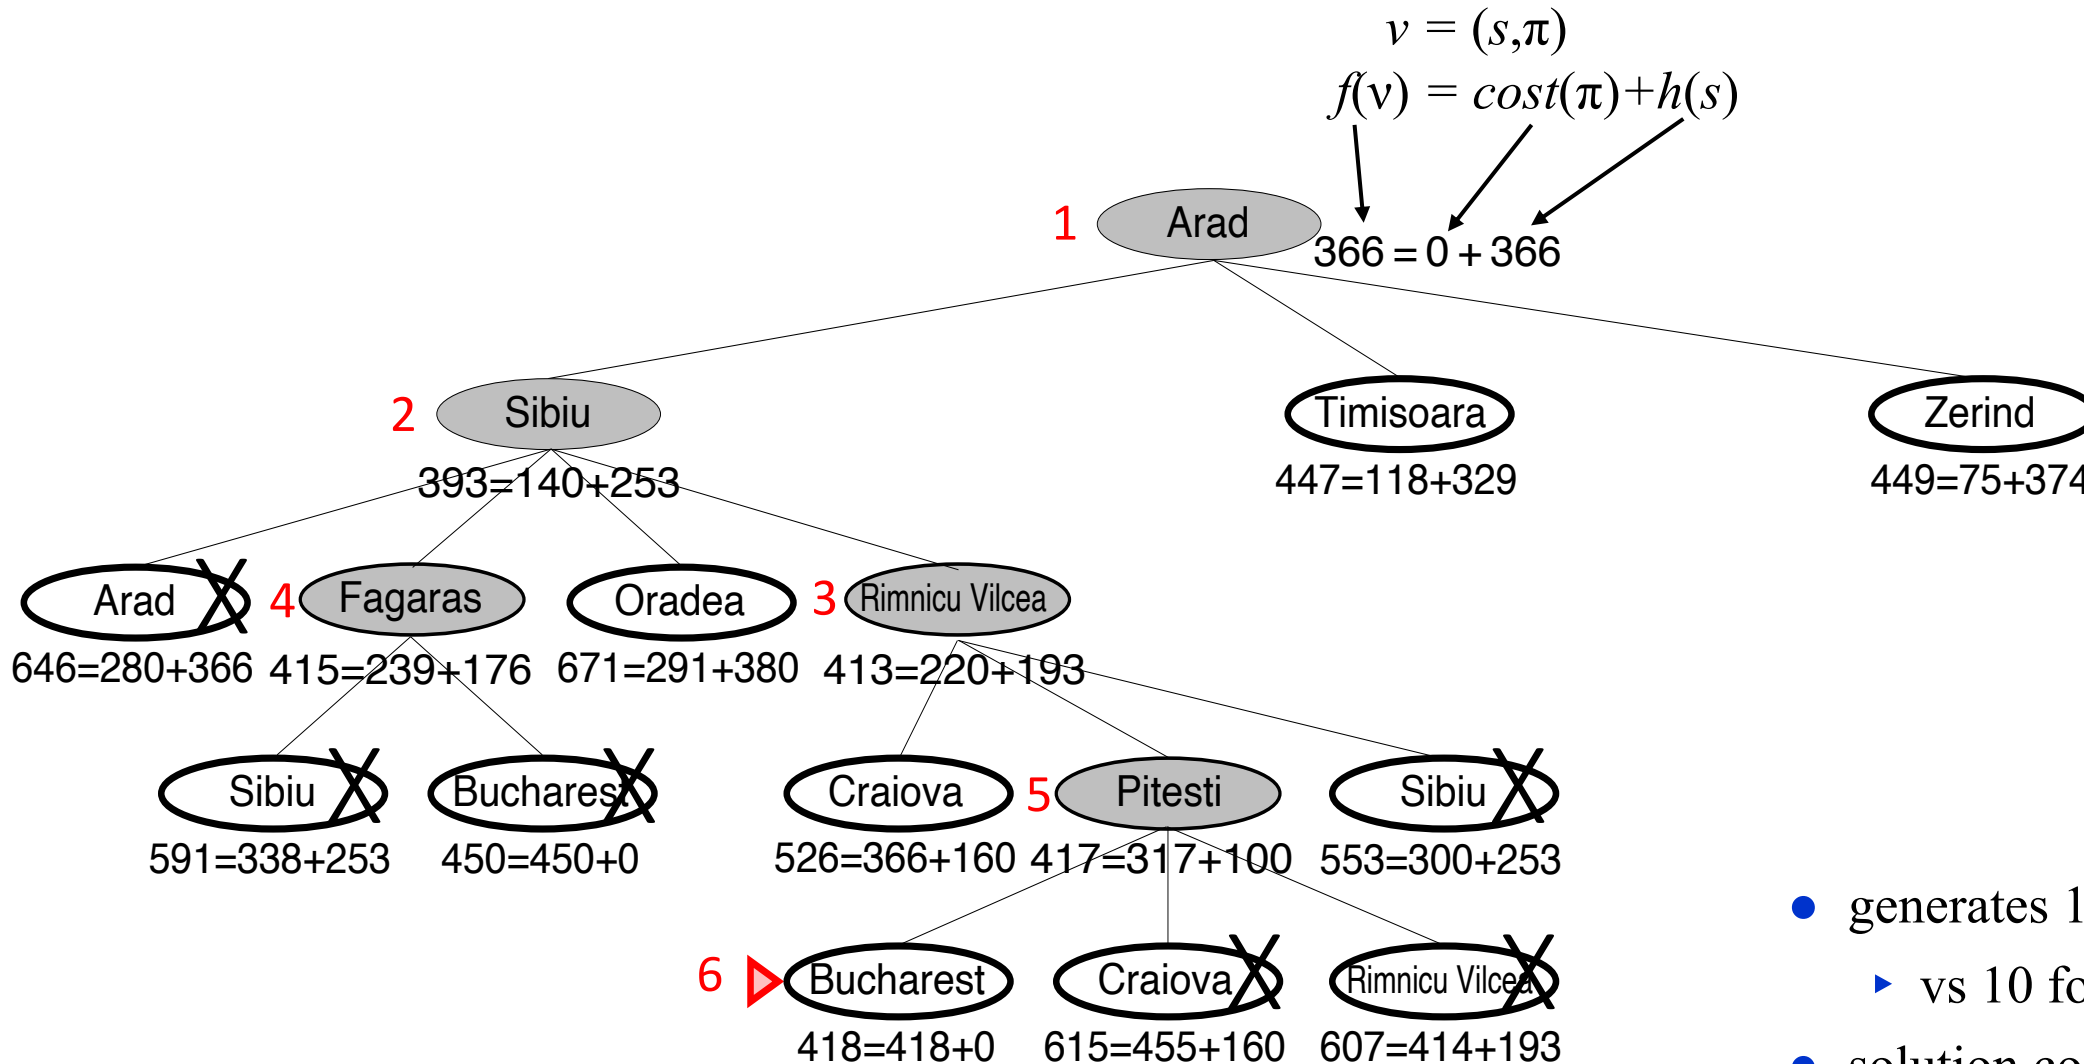 v = (s,π)
f(ν) = cost(π)+h(s)
1 Arad
366 = 0 + 366
2 Sibiu Timisoara Zerind
393=140+253 447=118+329 449=75+374
Arad 4 Fagaras Oradea 3 Rimnicu Vilcea
646=280+366 415=239+176 671=291+380 413=220+193
Sibiu Bucharest Craiova 5 Pitesti Sibiu
591=338+253 450=450+0 526=366+160 417=317+100 553=300+253
• generates 1
6 Bucharest Craiova Rimnicu Vilcea
▸ vs 10 fo
418=418+0 615=455+160 607=414+193
• solution co